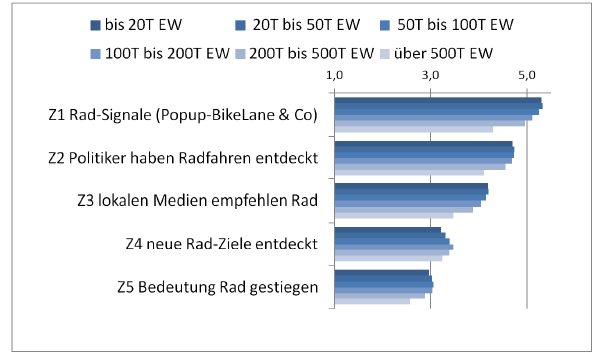 bis 20T EW 20T bis 50T EW 50T bis 100T EW
100T bis 200T EW 200T bis 500T EW über 500T EW
1,0 3,0 5,0
Z1 Rad-Signale (Popup-BikeLane & Co)
Z2 Politiker haben Radfahren entdeckt
Z3 lokalen Medien empfehlen Rad
Z4 neue Rad-Ziele entdeckt
Z5 Bedeutung Rad gestiegen